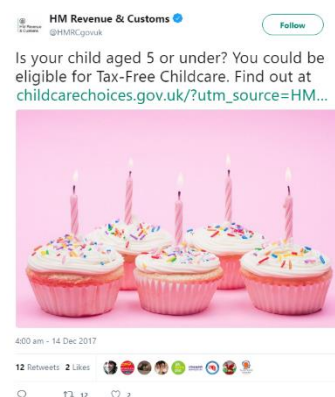 HM Revenue & Customs
@HMRCgovuk
Follow
Is your child aged 5 or under? You could be
eligible for Tax-Free Childcare. Find out at
childcarechoices.gov.uk/?utm_source=HM...
4:00 am - 14 Dec 2017
12 Retweets 2 Likes
12 2